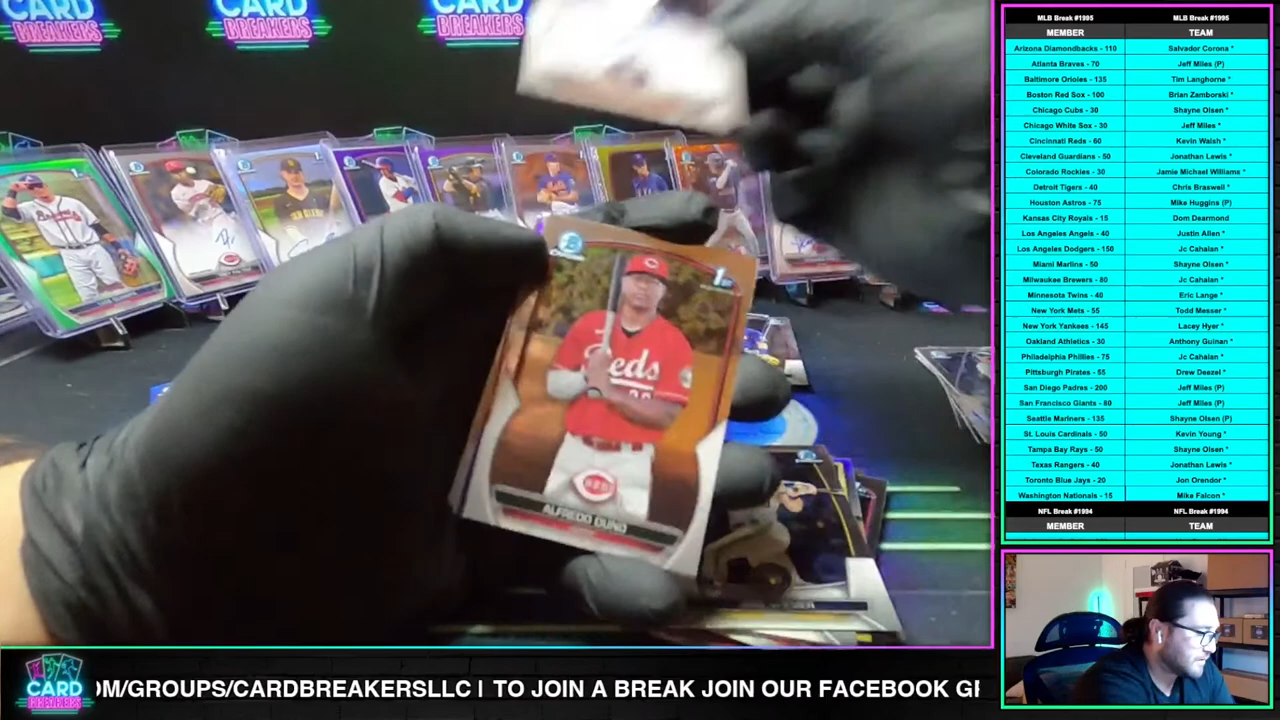 CARD
BREAKERS
CARD
BREAKERS
CARD
BREAKERS
Reds
1st
ALFREDO DUNO
REDS
MLB Break #1995 MLB Break #1995
MEMBER TEAM
Arizona Diamondbacks - 110 Salvador Corona *
Atlanta Braves - 70 Jeff Miles (P)
Baltimore Orioles - 135 Tim Langhorne *
Boston Red Sox - 100 Brian Zamborski *
Chicago Cubs - 30 Shayne Olsen *
Chicago White Sox - 30 Jeff Miles *
Cincinnati Reds - 60 Kevin Walsh *
Cleveland Guardians - 50 Jonathan Lewis *
Colorado Rockies - 30 Jamie Michael Williams *
Detroit Tigers - 40 Chris Braswell *
Houston Astros - 75 Mike Huggins (P)
Kansas City Royals - 15 Dom Dearmond
Los Angeles Angels - 40 Justin Allen *
Los Angeles Dodgers - 150 Jc Cahalan *
Miami Marlins - 50 Shayne Olsen *
Milwaukee Brewers - 80 Jc Cahalan *
Minnesota Twins - 40 Eric Lange *
New York Mets - 55 Todd Messer *
New York Yankees - 145 Lacey Hyer *
Oakland Athletics - 30 Anthony Guinan *
Philadelphia Phillies - 75 Jc Cahalan *
Pittsburgh Pirates - 55 Drew Deezel *
San Diego Padres - 200 Jeff Miles (P)
San Francisco Giants - 80 Jeff Miles (P)
Seattle Mariners - 135 Shayne Olsen (P)
St. Louis Cardinals - 50 Kevin Young *
Tampa Bay Rays - 50 Shayne Olsen *
Texas Rangers - 40 Jonathan Lewis *
Toronto Blue Jays - 20 Jon Orendor *
Washington Nationals - 15 Mike Falcon *
NFL Break #1994 NFL Break #1994
MEMBER TEAM
CARD
BREAKERS
OM/GROUPS/CARDBREAKERSLLC | TO JOIN A BREAK JOIN OUR FACEBOOK GR